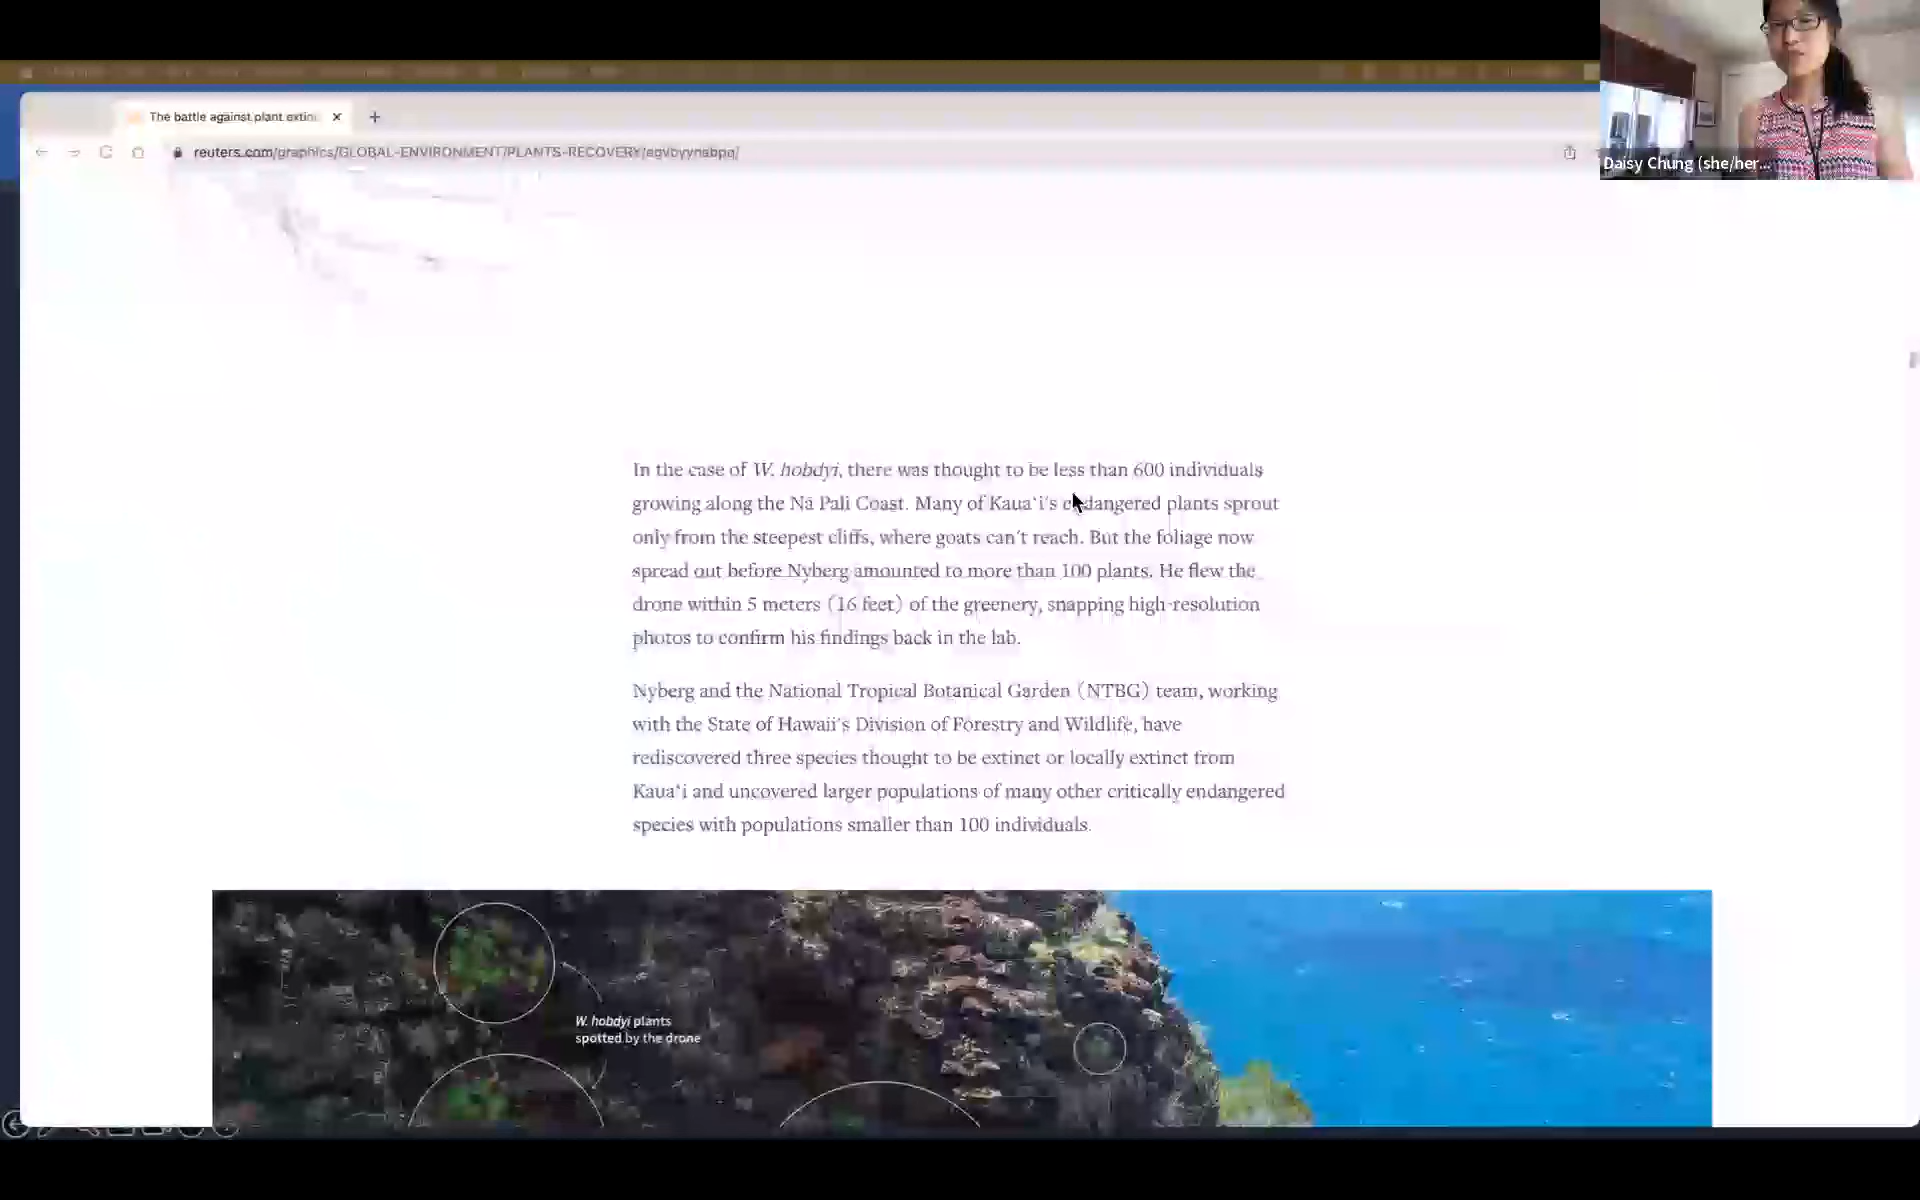 The battle against plant extin
reuters.com/graphics/GLOBAL-ENVIRONMENT/PLANTS-RECOVERY/
Daisy Chung (she/her...
In the case of W. hobdyi, there was thought to be less than 600 individuals
growing along the Nā Pali Coast. Many of Kauaʻi's endangered plants sprout
only from the steepest cliffs, where goats can't reach. But the foliage now
spread out before Nyberg amounted to more than 100 plants. He flew the
drone within 5 meters (16 feet) of the greenery, snapping high-resolution
photos to confirm his findings back in the lab.
Nyberg and the National Tropical Botanical Garden (NTBG) team, working
with the State of Hawaii's Division of Forestry and Wildlife, have
rediscovered three species thought to be extinct or locally extinct from
Kauaʻi and uncovered larger populations of many other critically endangered
species with populations smaller than 100 individuals.
W. hobdyi plants
spotted by the drone